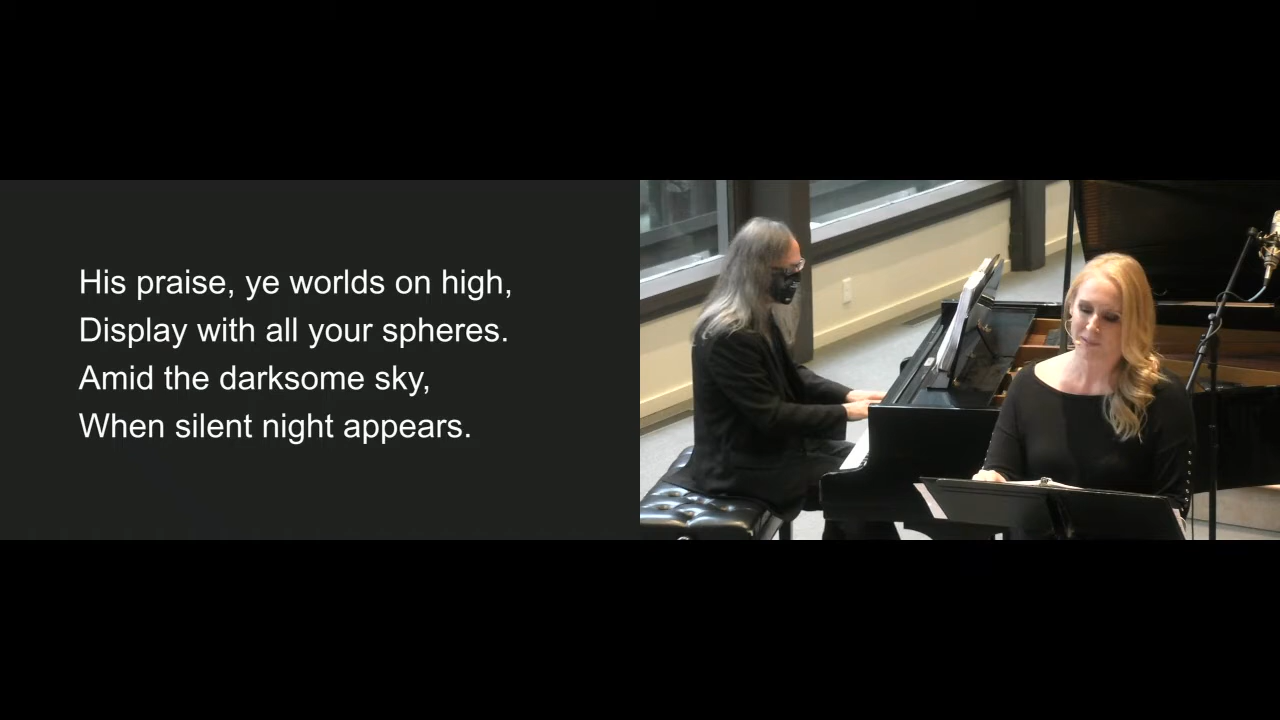 His praise, ye worlds on high,
Display with all your spheres.
Amid the darksome sky,
When silent night appears.